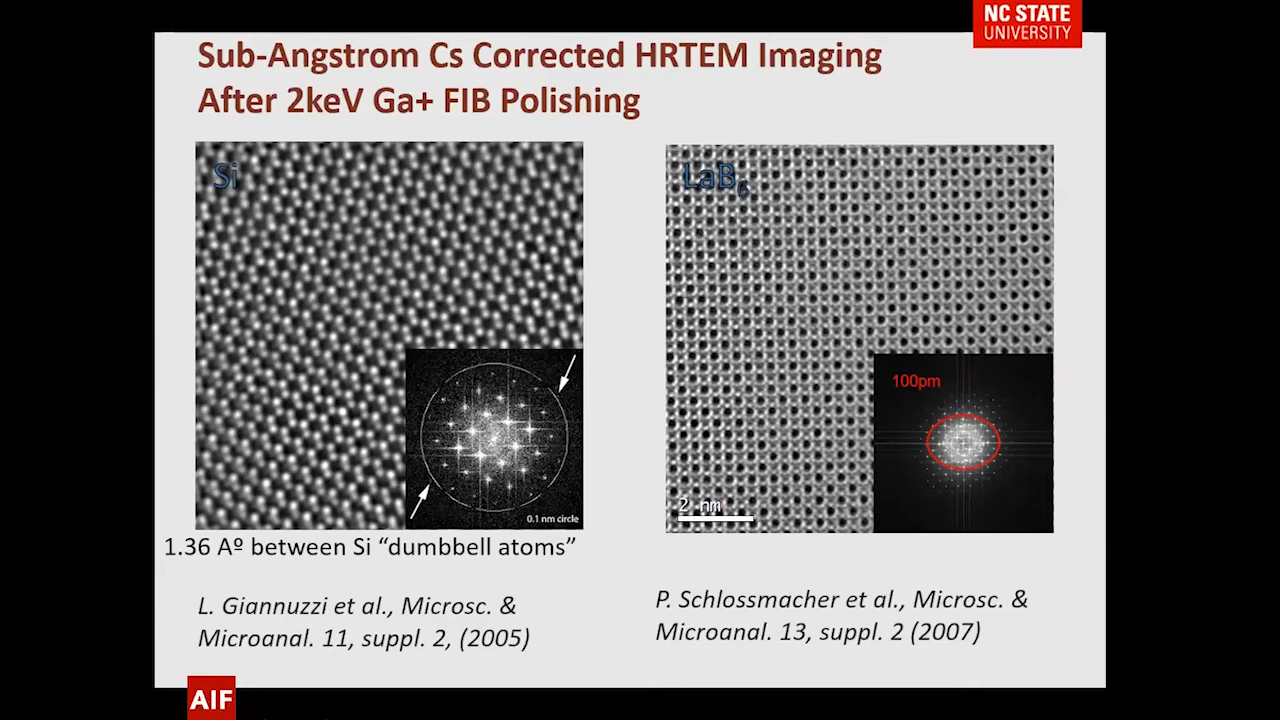 NC STATE
UNIVERSITY
Sub-Angstrom Cs Corrected HRTEM Imaging
After 2keV Ga+ FIB Polishing
Si
LaB6
100pm
0.1 nm circle
2 nm
1.36 Aº between Si “dumbbell atoms”
L. Giannuzzi et al., Microsc. &
Microanal. 11, suppl. 2, (2005)
P. Schlossmacher et al., Microsc. &
Microanal. 13, suppl. 2 (2007)
AIF